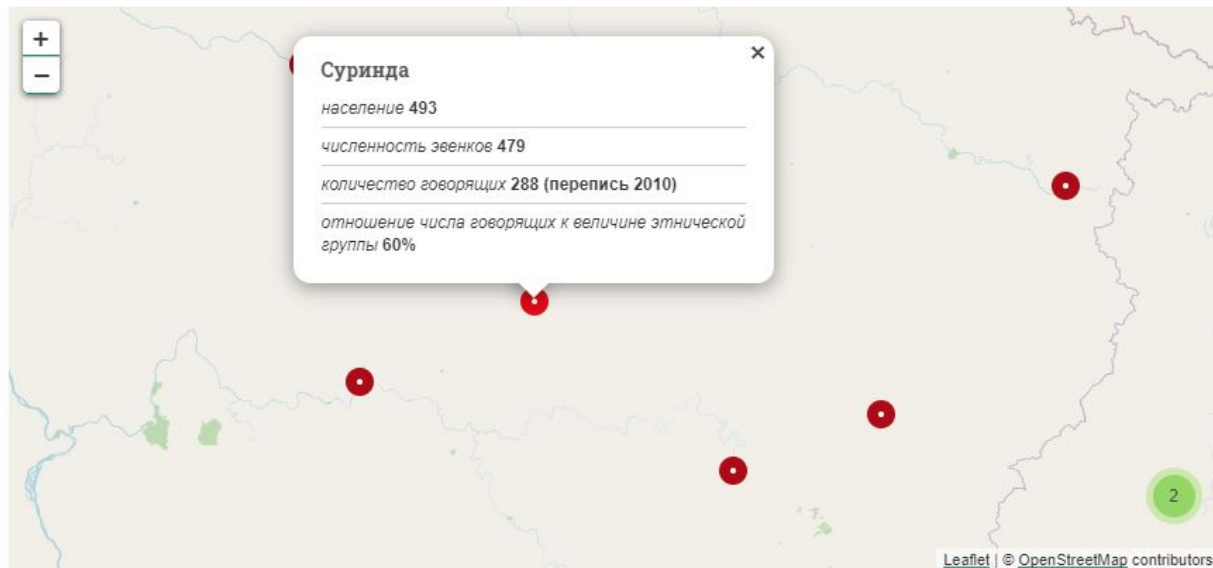 +
−
×
Суринда
население 493
численность эвенков 479
количество говорящих 288 (перепись 2010)
отношение числа говорящих к величине этнической
группы 60%
2
Leaflet | © OpenStreetMap contributors